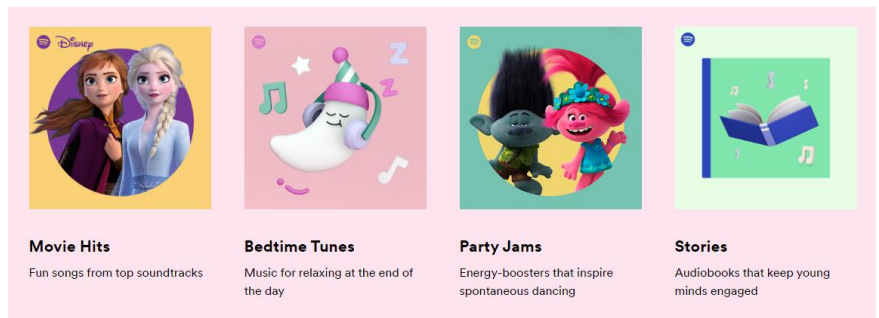 Disney
Z
Z
Movie Hits
Fun songs from top soundtracks
Bedtime Tunes
Music for relaxing at the end of
the day
Party Jams
Energy-boosters that inspire
spontaneous dancing
Stories
Audiobooks that keep young
minds engaged